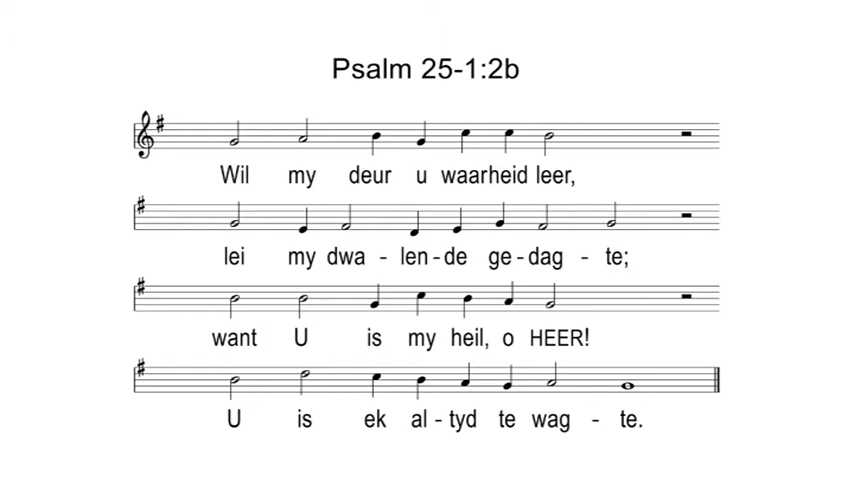 Psalm 25-1:2b
Wil my deur u waarheid leer,
lei my dwa - len - de ge - dag - te;
want U is my heil, o HEER!
U is ek al - tyd te wag - te.